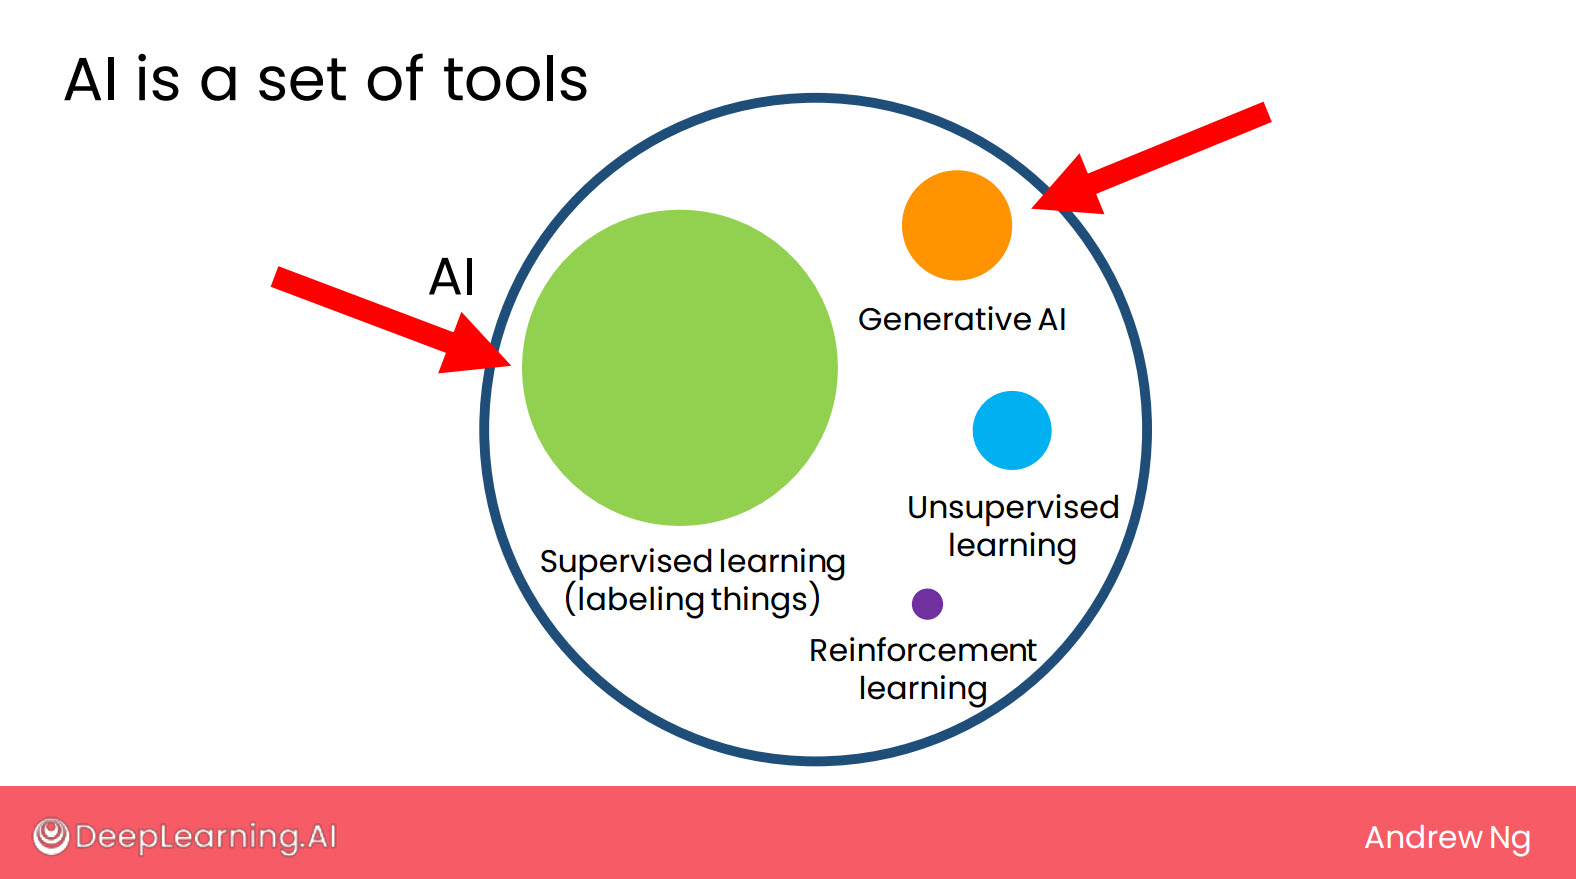 AI is a set of tools
AI
Generative AI
Unsupervised
learning
Supervised learning
(labeling things)
Reinforcement
learning
DeepLearning.AI
Andrew Ng